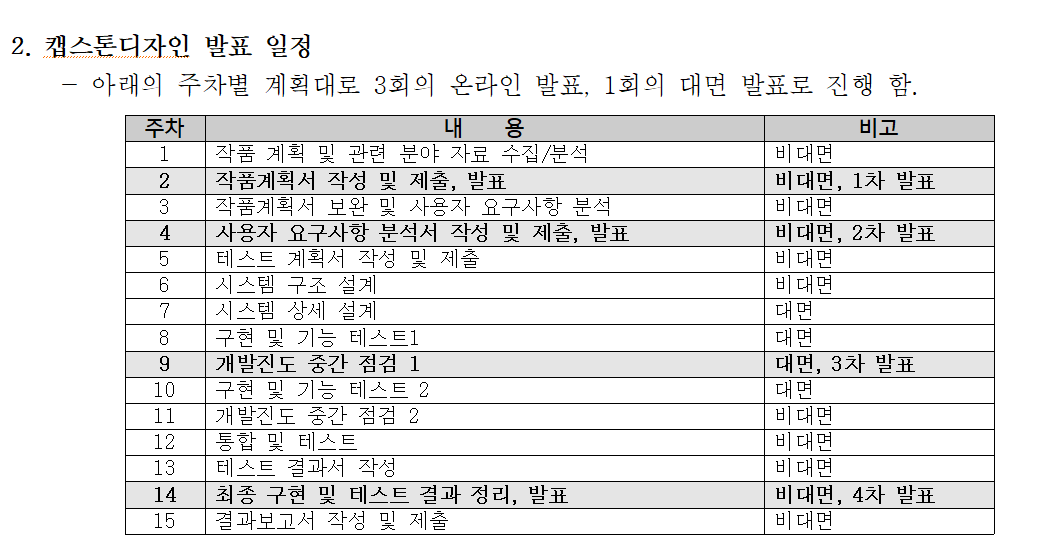 2. 캡스톤디자인 발표 일정
- 아래의 주차별 계획대로 3회의 온라인 발표, 1회의 대면 발표로 진행 함.
주차 내 용 비고
1 작품 계획 및 관련 분야 자료 수집/분석 비대면
2 작품계획서 작성 및 제출, 발표 비대면, 1차 발표
3 작품계획서 보완 및 사용자 요구사항 분석 비대면
4 사용자 요구사항 분석서 작성 및 제출, 발표 비대면, 2차 발표
5 테스트 계획서 작성 및 제출 비대면
6 시스템 구조 설계 비대면
7 시스템 상세 설계 대면
8 구현 및 기능 테스트1 대면
9 개발진도 중간 점검 1 대면, 3차 발표
10 구현 및 기능 테스트 2 대면
11 개발진도 중간 점검 2 비대면
12 통합 및 테스트 비대면
13 테스트 결과서 작성 비대면
14 최종 구현 및 테스트 결과 정리, 발표 비대면, 4차 발표
15 결과보고서 작성 및 제출 비대면